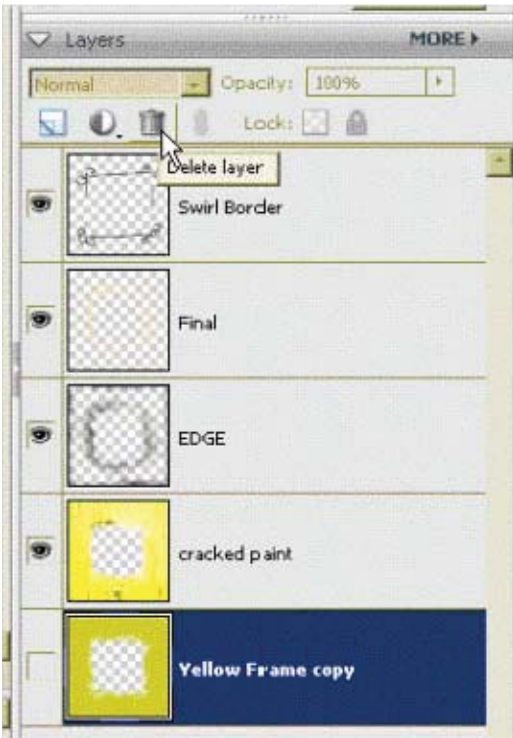 Layers MORE
Normal Opacity: 100%
Lock:
Delete layer
Swirl Border
Final
EDGE
cracked paint
Yellow Frame copy